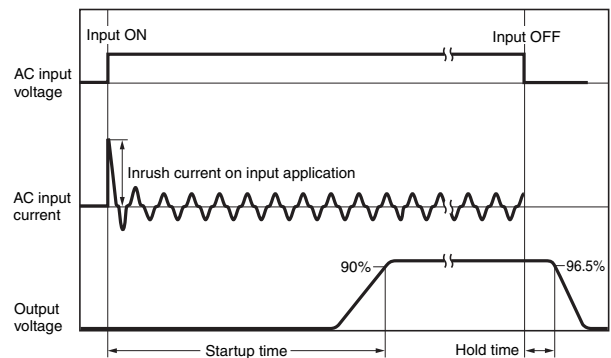 Input ON
Input OFF
AC input
voltage
Inrush current on input application
AC input
current
90%
96.5%
Output
voltage
Startup time
Hold time